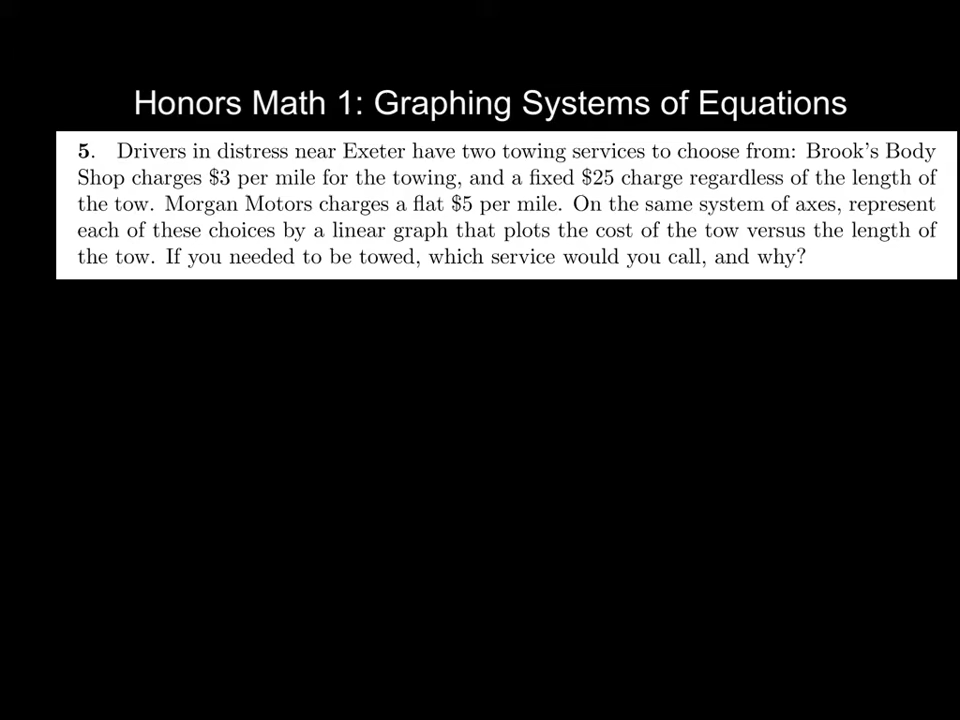 Honors Math 1: Graphing Systems of Equations
5. Drivers in distress near Exeter have two towing services to choose from: Brook's Body
Shop charges $3 per mile for the towing, and a fixed $25 charge regardless of the length of
the tow. Morgan Motors charges a flat $5 per mile. On the same system of axes, represent
each of these choices by a linear graph that plots the cost of the tow versus the length of
the tow. If you needed to be towed, which service would you call, and why?